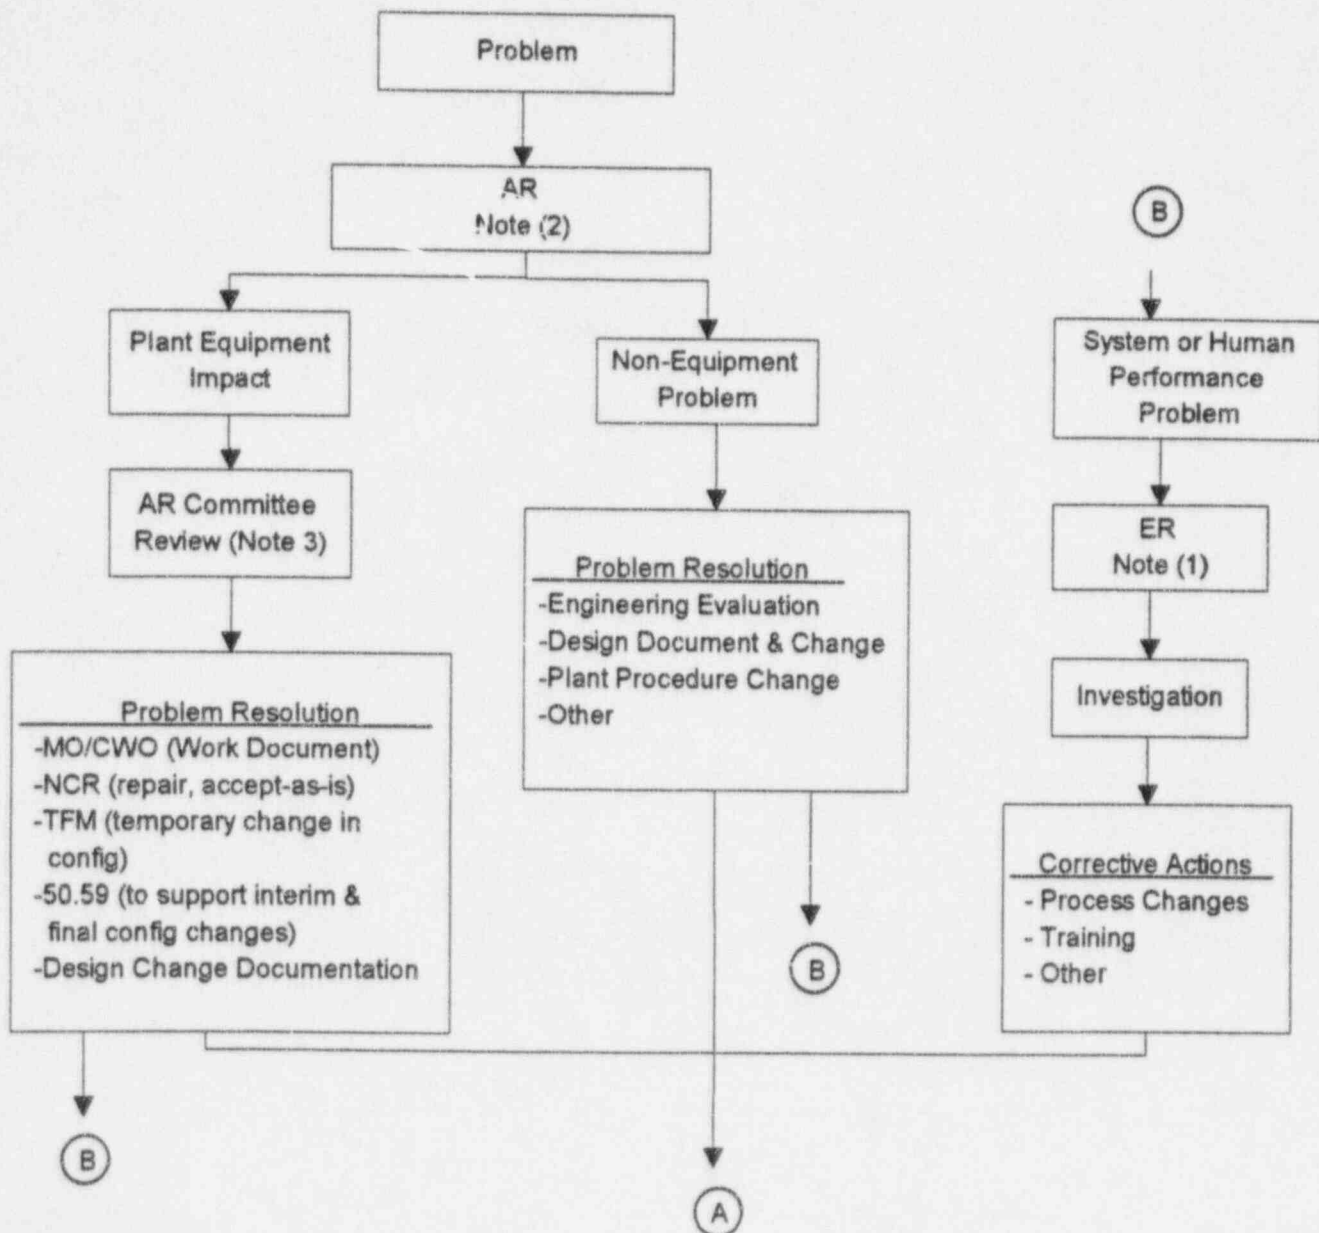 Problem
AR
Note (2)
B
Plant Equipment
Impact
Non-Equipment
Problem
System or Human
Performance
Problem
AR Committee
Review (Note 3)
ER
Note (1)
Problem Resolution
-Engineering Evaluation
-Design Document & Change
-Plant Procedure Change
-Other
Investigation
Problem Resolution
-MO/CWO (Work Document)
-NCR (repair, accept-as-is)
-TFM (temporary change in
config)
-50.59 (to support interim &
final config changes)
-Design Change Documentation
Corrective Actions
- Process Changes
- Training
- Other
B
B
A